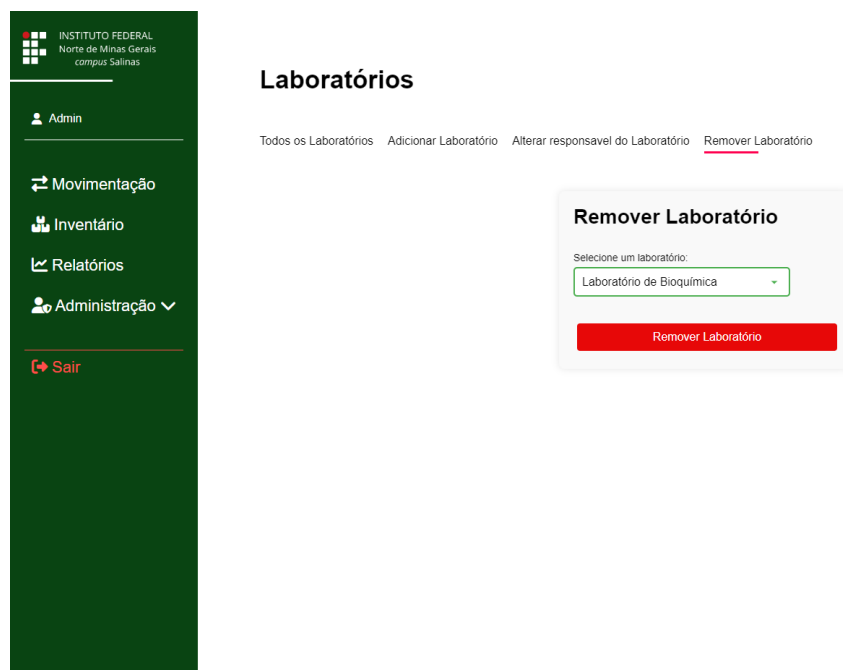 INSTITUTO FEDERAL
Norte de Minas Gerais
campus Salinas
Admin
Movimentação
Inventário
Relatórios
Administração
Sair
Laboratórios
Todos os Laboratórios Adicionar Laboratório Alterar responsavel do Laboratório Remover Laboratório
Remover Laboratório
Selecione um laboratório:
Laboratório de Bioquímica
Remover Laboratório